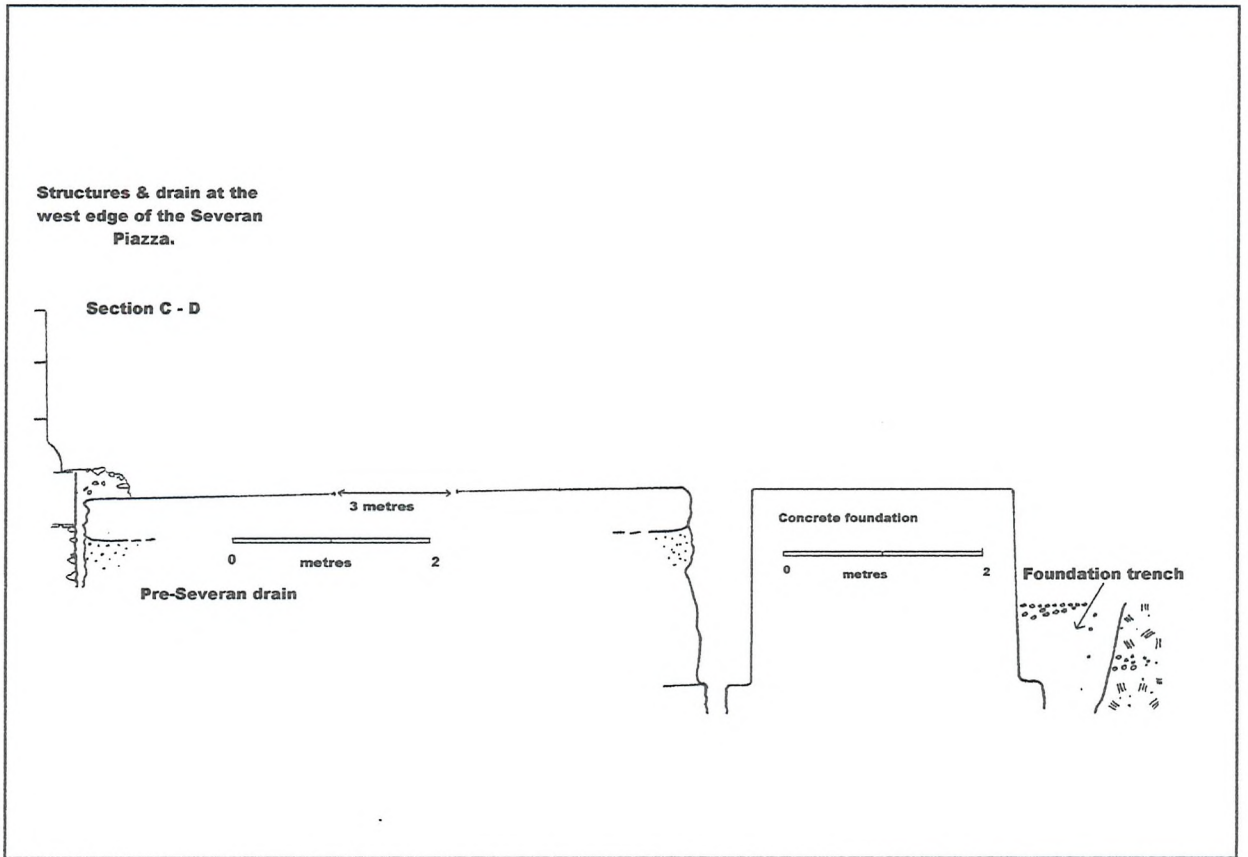 Structures & drain at the
west edge of the Severan
Piazza.
Section C - D
3 metres
0 metres 2
Pre-Severan drain
Concrete foundation
0 metres 2
Foundation trench